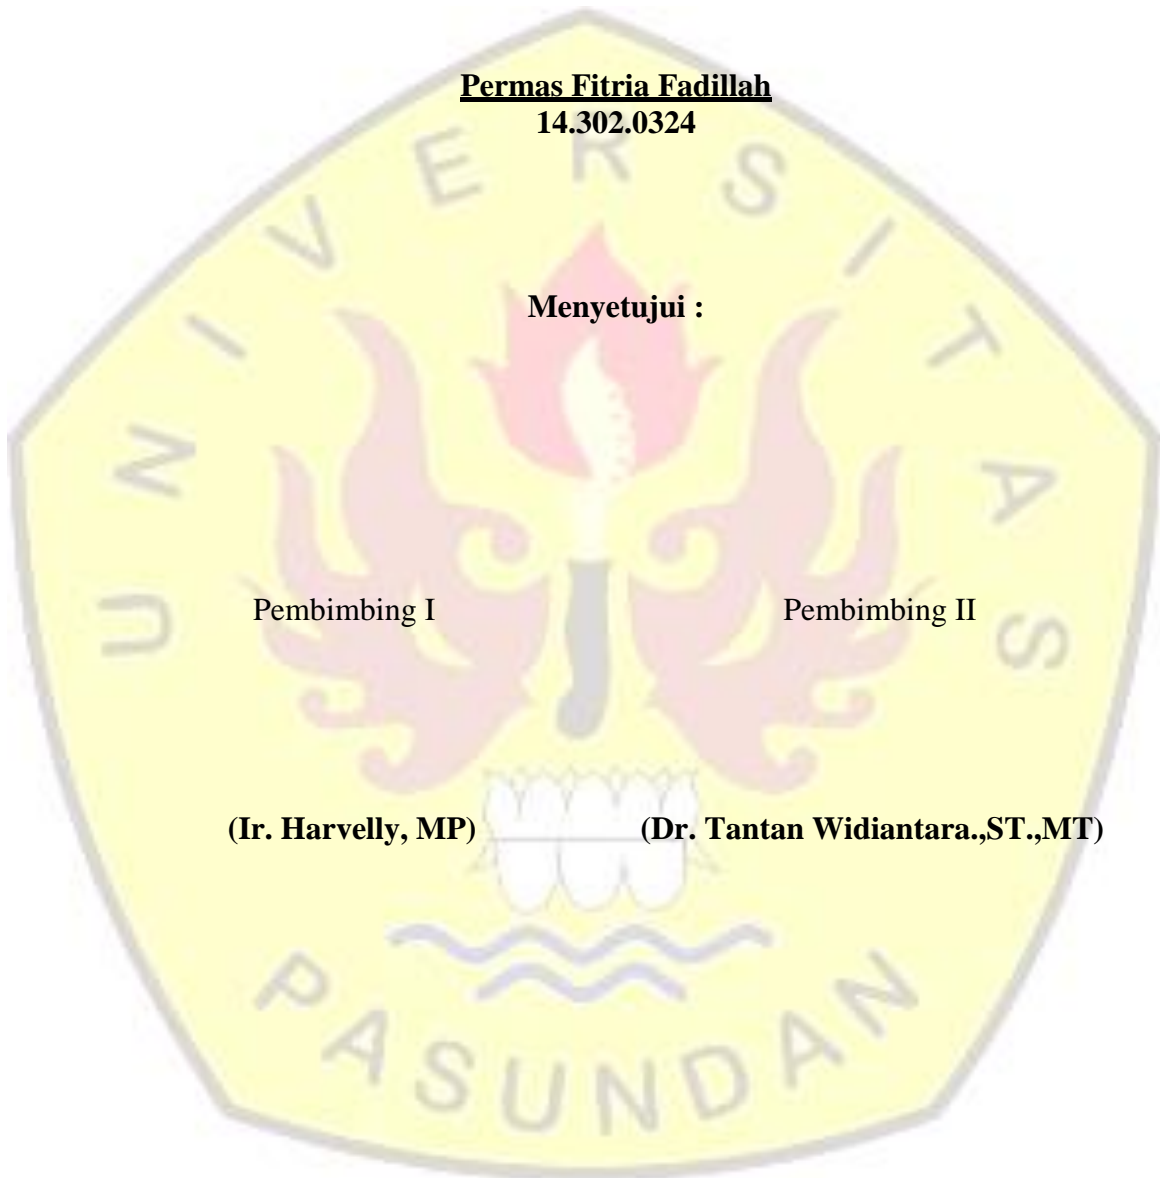 Permas Fitria Fadillah
14.302.0324
Menyetujui :
Pembimbing I Pembimbing II
(Ir. Harvelly, MP) (Dr. Tantan Widiantara.,ST.,MT)
UNIVERSITAS
PASUNDAN